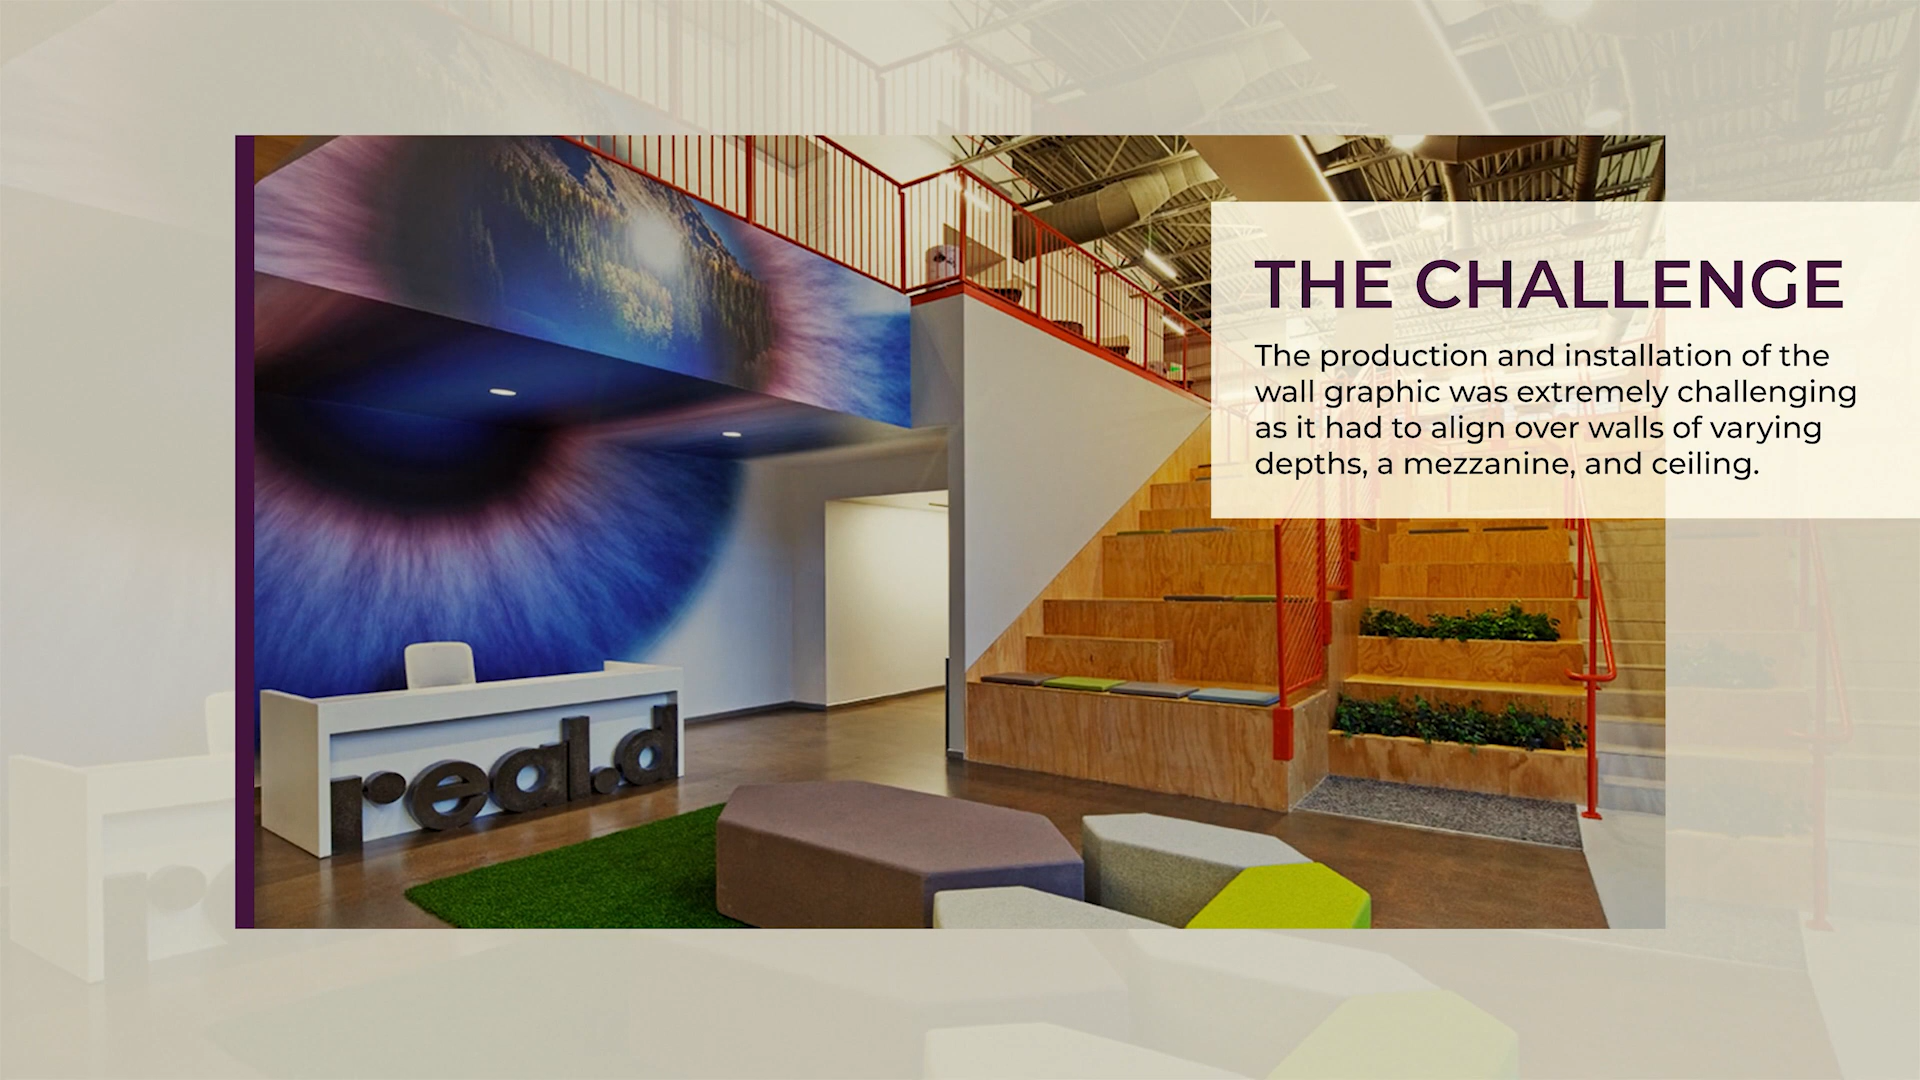 THE CHALLENGE
The production and installation of the
wall graphic was extremely challenging
as it had to align over walls of varying
depths, a mezzanine, and ceiling.
real.d